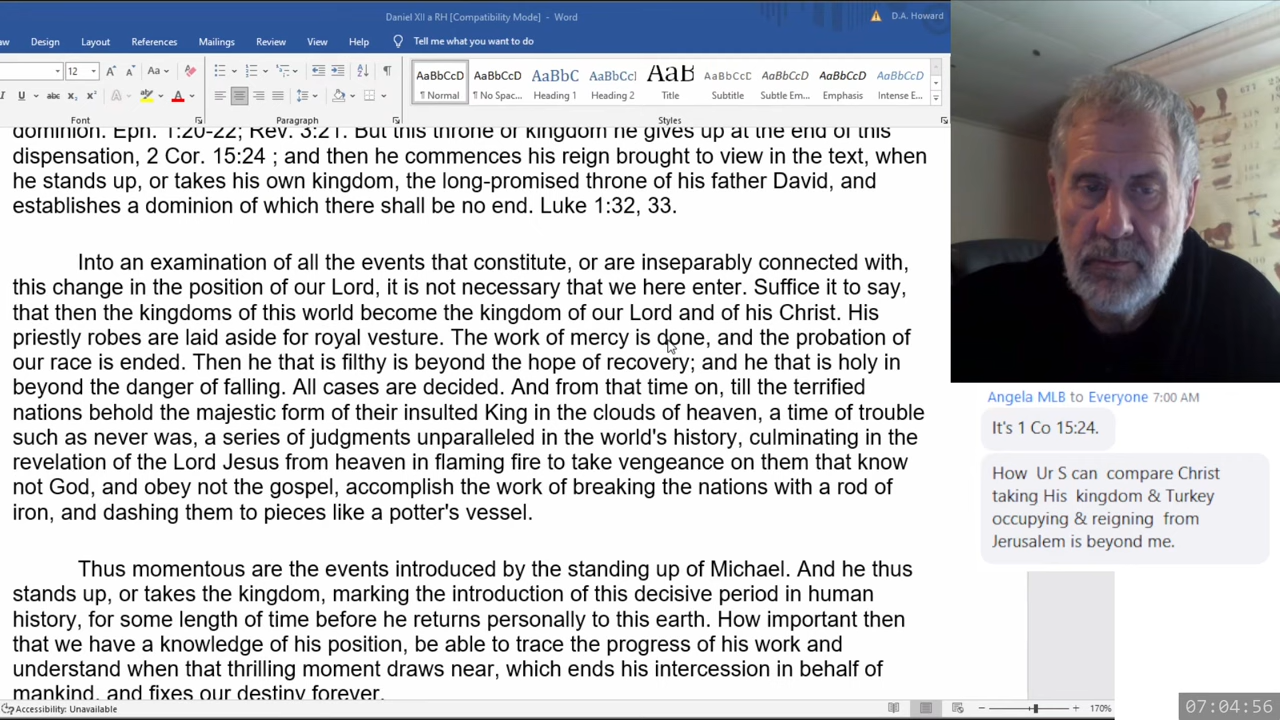 Daniel XII a RH [Compatibility Mode] - Word
D.A. Howard
aw Design Layout References Mailings Review View Help Tell me what you want to do
12 Aa
AaBbCcD AaBbCcD AaBbC AaBbCcI AaB AaBbCcD AaBbCcD AaBbCcD AaBbCcD
I U abc x₂ x² A A
¶ Normal ¶ No Spac... Heading 1 Heading 2 Title Subtitle Subtle Em... Emphasis Intense E...
Font Paragraph Styles
dominion. Eph. 1:20-22; Rev. 3:21. But this throne or kingdom he gives up at the end of this
dispensation, 2 Cor. 15:24 ; and then he commences his reign brought to view in the text, when
he stands up, or takes his own kingdom, the long-promised throne of his father David, and
establishes a dominion of which there shall be no end. Luke 1:32, 33.
Into an examination of all the events that constitute, or are inseparably connected with,
this change in the position of our Lord, it is not necessary that we here enter. Suffice it to say,
that then the kingdoms of this world become the kingdom of our Lord and of his Christ. His
priestly robes are laid aside for royal vesture. The work of mercy is done, and the probation of
our race is ended. Then he that is filthy is beyond the hope of recovery; and he that is holy in
beyond the danger of falling. All cases are decided. And from that time on, till the terrified
nations behold the majestic form of their insulted King in the clouds of heaven, a time of trouble
such as never was, a series of judgments unparalleled in the world's history, culminating in the
revelation of the Lord Jesus from heaven in flaming fire to take vengeance on them that know
not God, and obey not the gospel, accomplish the work of breaking the nations with a rod of
iron, and dashing them to pieces like a potter's vessel.
Thus momentous are the events introduced by the standing up of Michael. And he thus
stands up, or takes the kingdom, marking the introduction of this decisive period in human
history, for some length of time before he returns personally to this earth. How important then
that we have a knowledge of his position, be able to trace the progress of his work and
understand when that thrilling moment draws near, which ends his intercession in behalf of
mankind, and fixes our destiny forever.
Accessibility: Unavailable
170%
Angela MLB to Everyone 7:00 AM
It's 1 Co 15:24.
How Ur S can compare Christ
taking His kingdom & Turkey
occupying & reigning from
Jerusalem is beyond me.
07:04:56